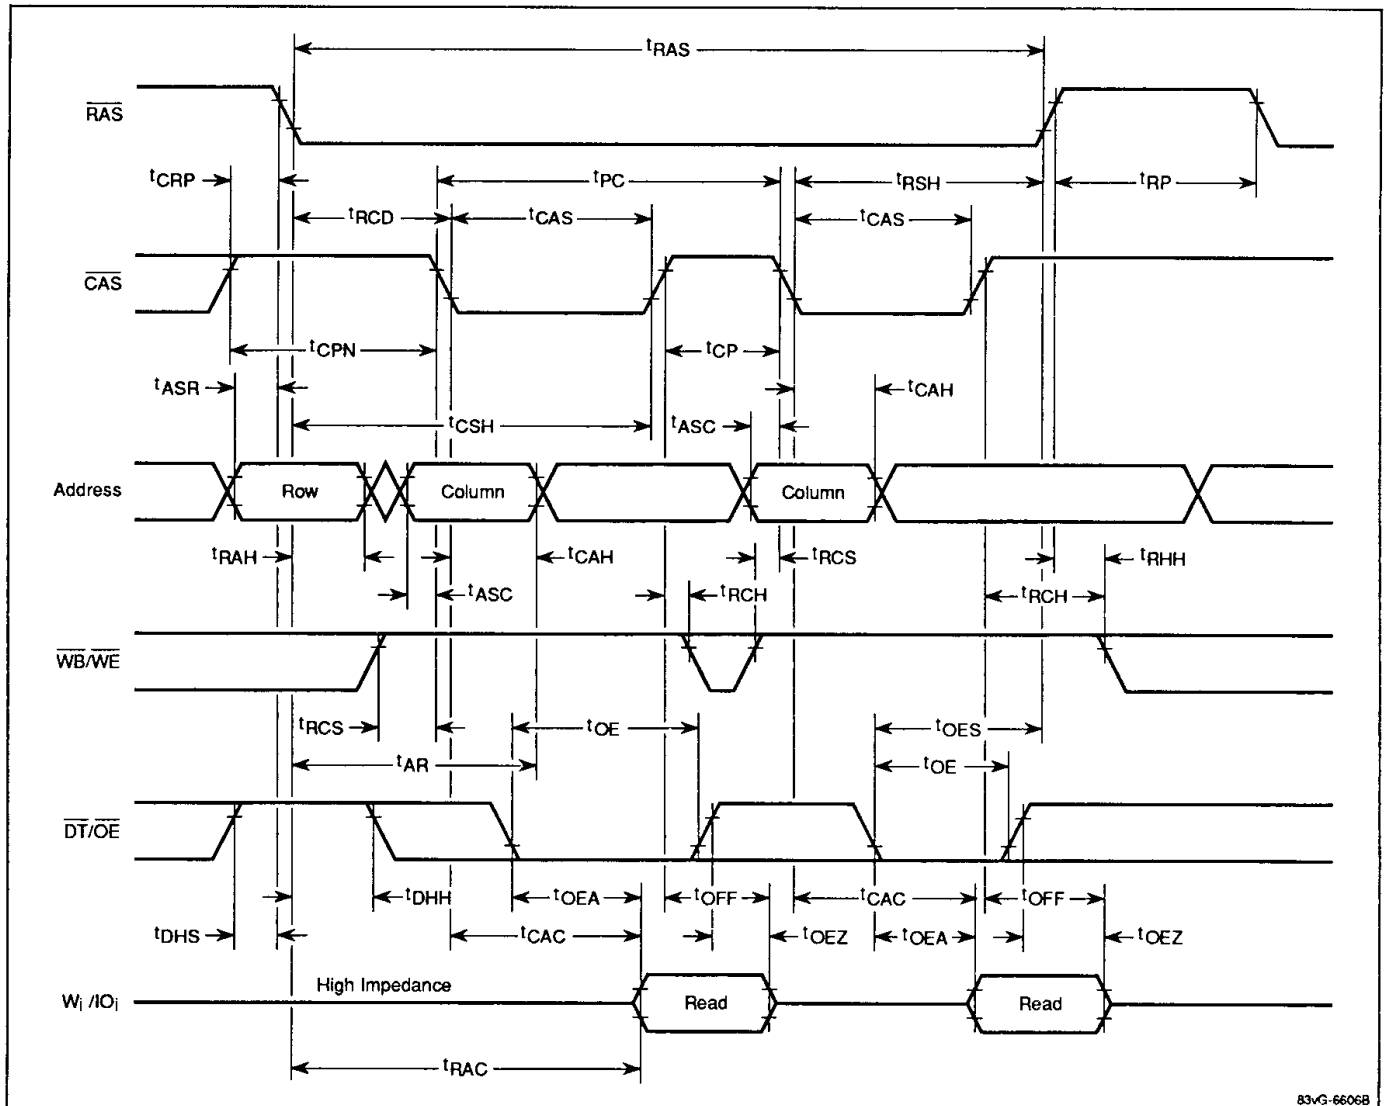 tRAS
RAS
tCRP
tPC
tRSH
tRP
tRCD
tCAS
tCAS
CAS
tCPN
tCP
tASR
tCAH
tCSH
tASC
Address
Row
Column
Column
tRAH
tCAH
tRCS
tRHH
tASC
tRCH
tRCH
WB/WE
tRCS
tOE
tOES
tAR
tOE
DT/OE
tDHH
tOEA
tOFF
tCAC
tOFF
tDHS
tCAC
tOEZ
tOEA
tOEZ
High Impedance
Wi /IOi
Read
Read
tRAC
83vG-6606B